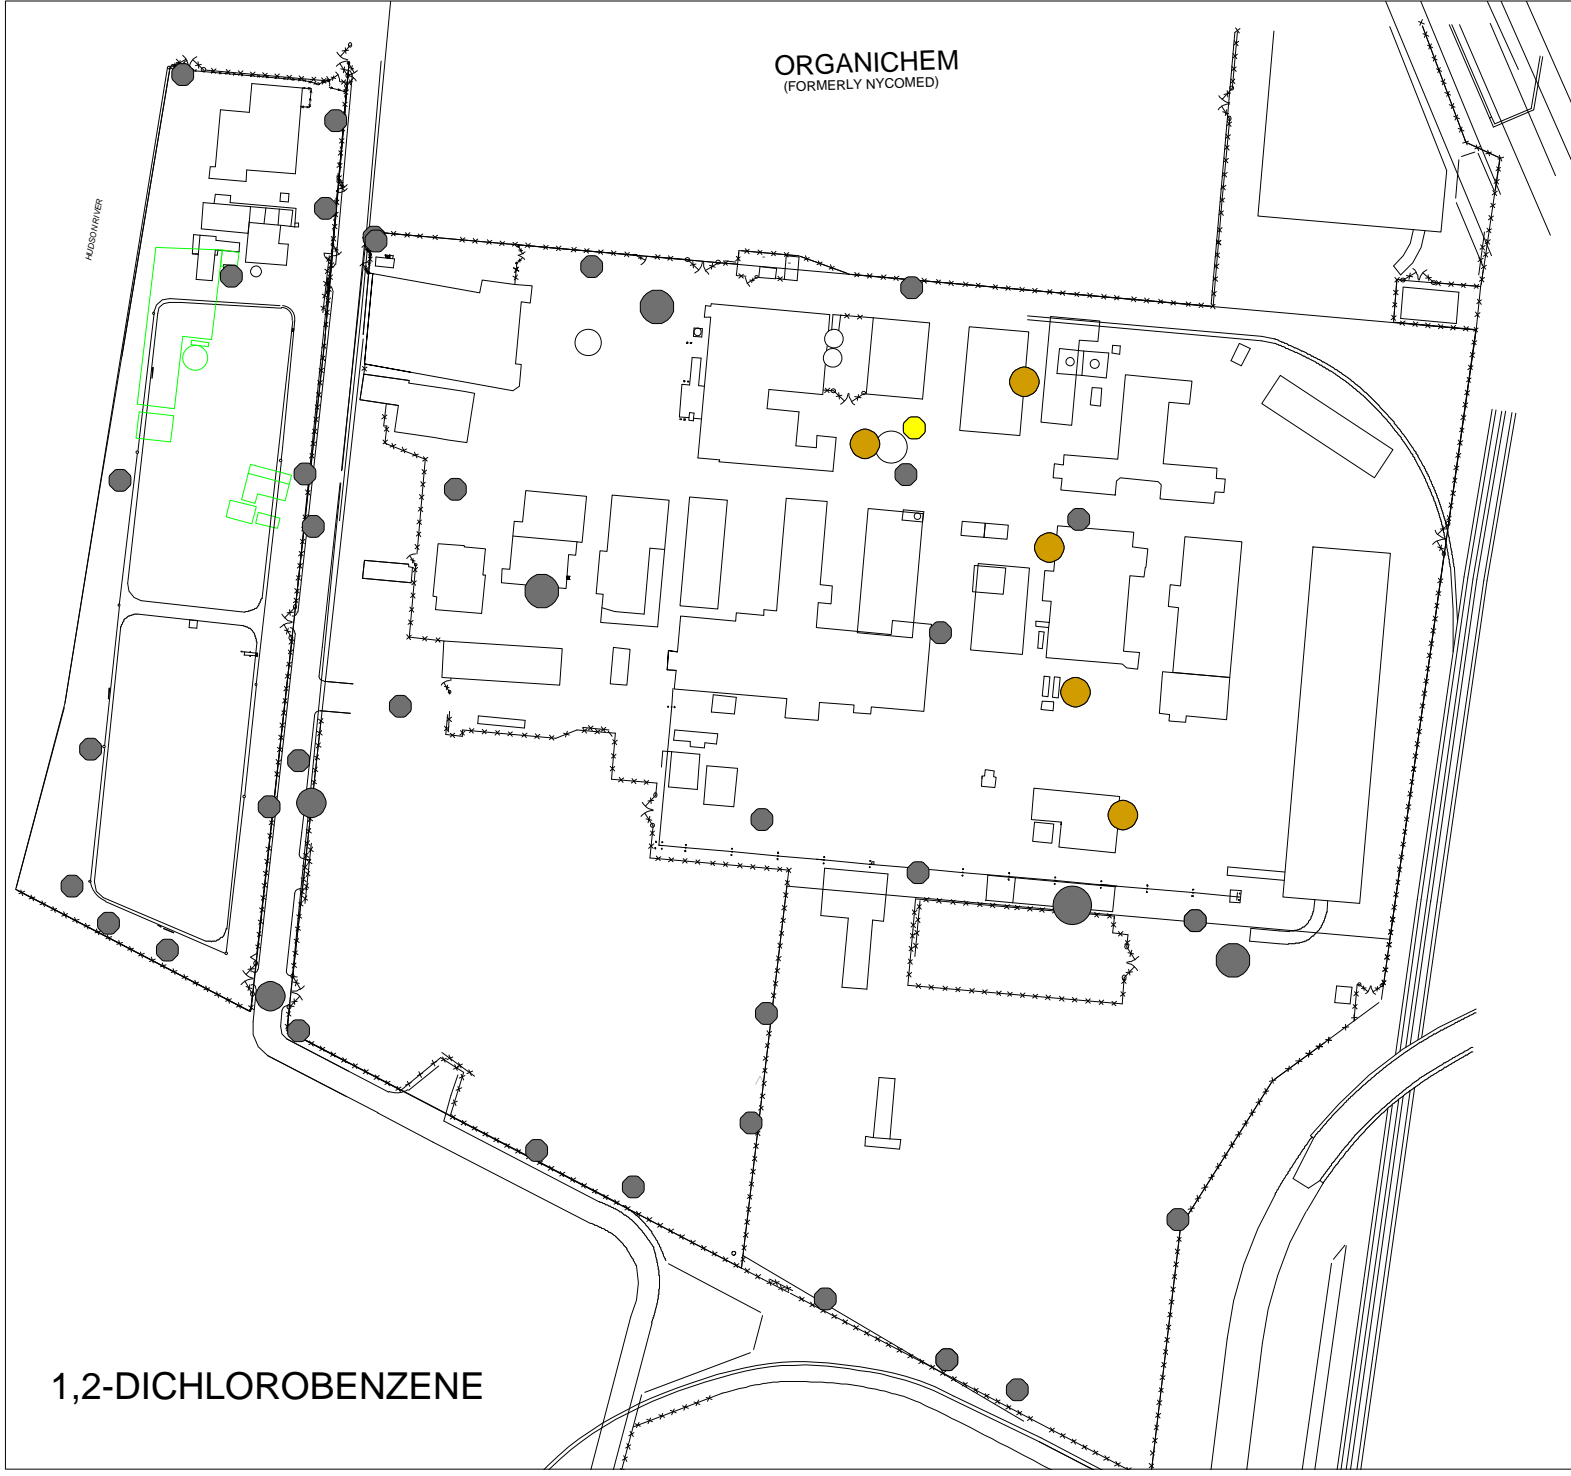 ORGANICHEM
(FORMERLY NYCOMED)
HUDSON RIVER
1,2-DICHLOROBENZENE